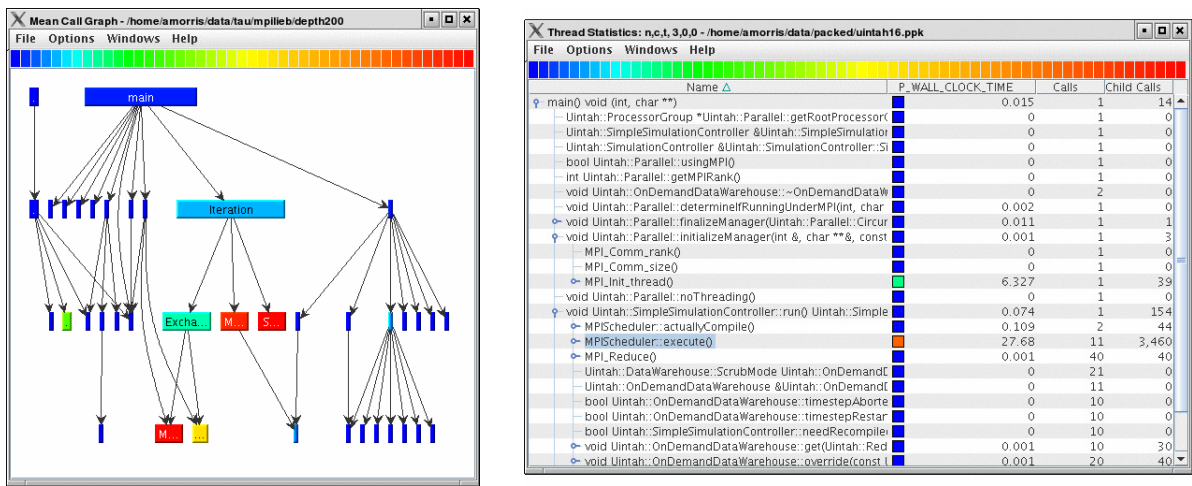 Mean Call Graph - /home/amorris/data/tau/mpilieb/depth200
File Options Windows Help
main
Iteration
Excha...
M...
S...
M...
...
Thread Statistics: n,c,t, 3,0,0 - /home/amorris/data/packed/uintah16.ppk
File Options Windows Help
Name P_WALL_CLOCK_TIME Calls Child Calls
main() void (int, char **) 0.015 1 14
Uintah::ProcessorGroup *Uintah::Parallel::getRootProcessor( 0 1 0
Uintah::SimpleSimulationController &Uintah::SimpleSimulation 0 1 0
Uintah::SimulationController &Uintah::SimulationController::Si 0 1 0
bool Uintah::Parallel::usingMPI() 0 1 0
int Uintah::Parallel::getMPIRank() 0 1 0
void Uintah::OnDemandDataWarehouse::~OnDemandDataW 0 2 0
void Uintah::Parallel::determineIfRunningUnderMPI(int, char 0.002 1 0
void Uintah::Parallel::finalizeManager(Uintah::Parallel::Circur 0.011 1 1
void Uintah::Parallel::initializeManager(int &, char **&, const 0.001 1 3
MPI_Comm_rank() 0 1 0
MPI_Comm_size() 0 1 0
MPI_Init_thread() 6.327 1 39
void Uintah::Parallel::noThreading() 0 1 0
void Uintah::SimpleSimulationController::run() Uintah::Simple 0.074 1 154
MPIScheduler::actuallyCompile() 0.109 2 44
MPIScheduler::execute() 27.68 11 3,460
MPI_Reduce() 0.001 40 40
Uintah::DataWarehouse::ScrubMode Uintah::OnDemand 0 21 0
Uintah::OnDemandDataWarehouse &Uintah::OnDemand 0 11 0
bool Uintah::OnDemandDataWarehouse::timestepAborte 0 10 0
bool Uintah::OnDemandDataWarehouse::timestepRestar 0 10 0
bool Uintah::SimpleSimulationController::needRecompile 0 10 0
void Uintah::OnDemandDataWarehouse::get(Uintah::Red 0.001 10 30
void Uintah::OnDemandDataWarehouse::override(const 0.001 20 40